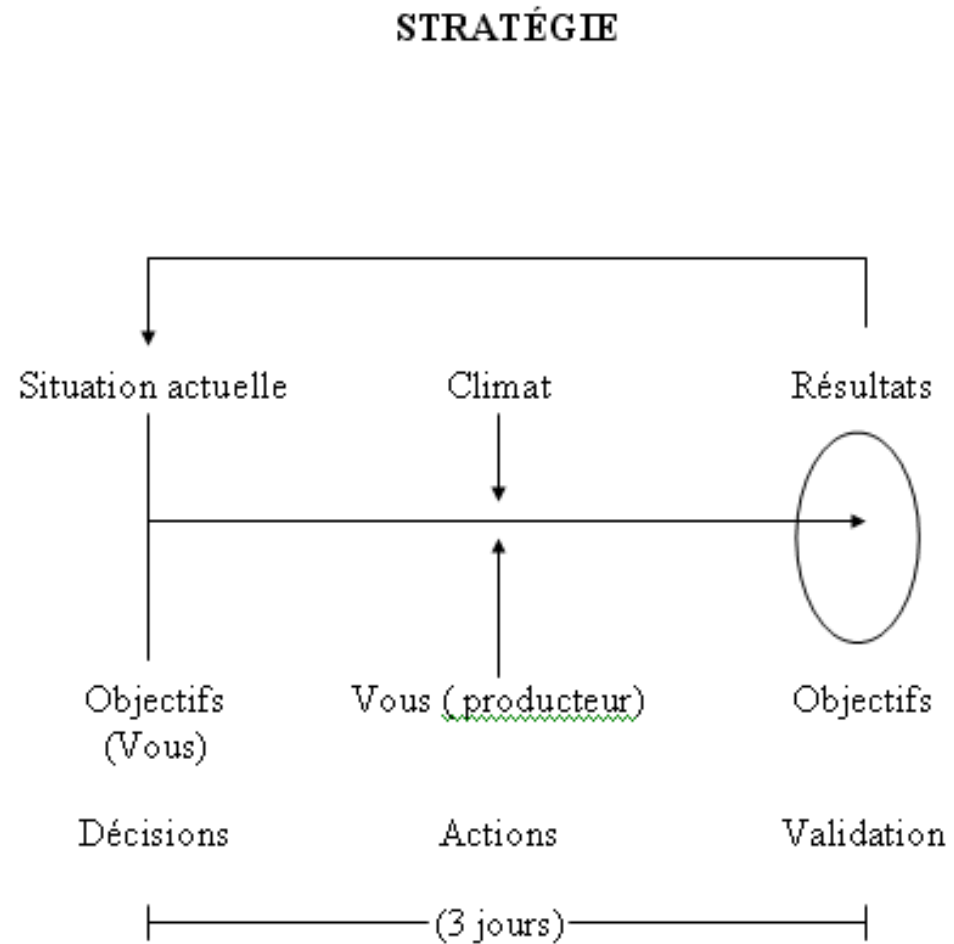 STRATÉGIE
Situation actuelle
Climat
Résultats
Objectifs
(Vous)
Vous ( producteur)
Objectifs
Décisions
Actions
Validation
(3 jours)